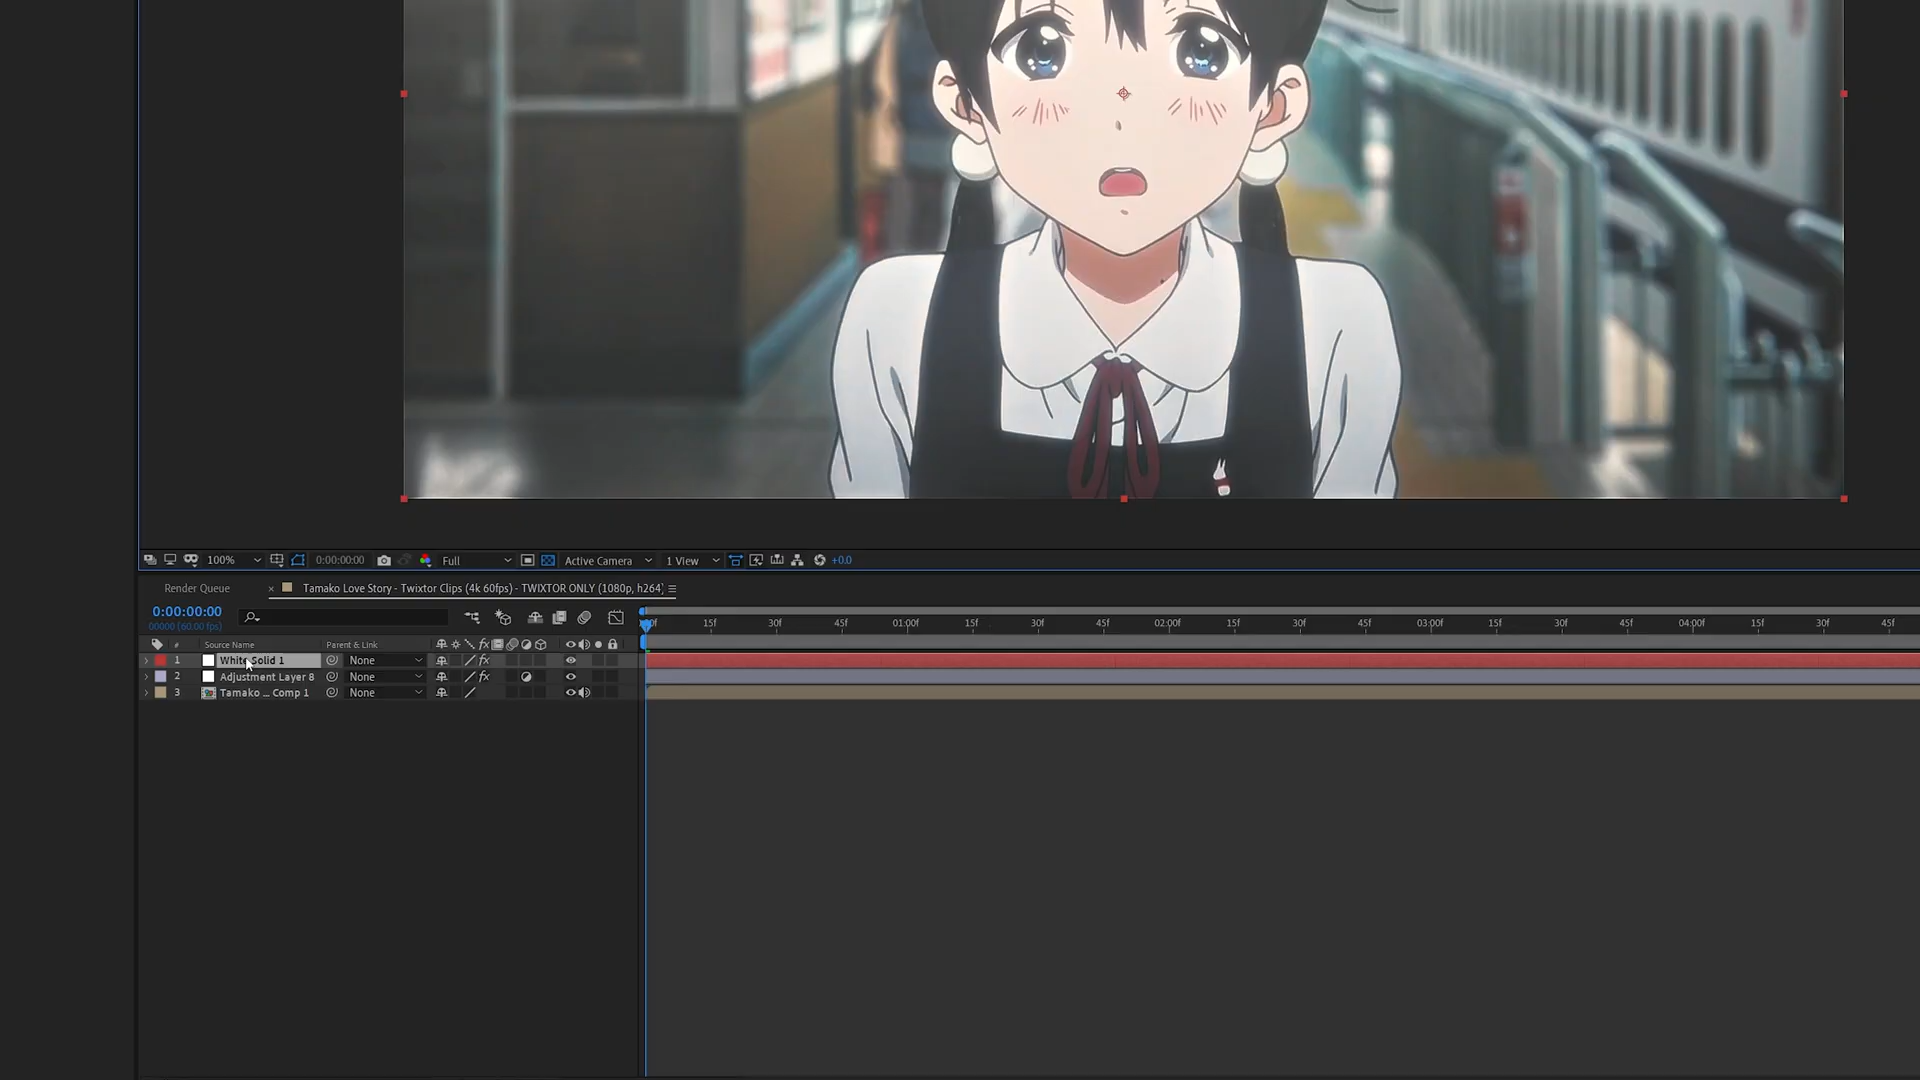 100% 0:00:00:00 Full Active Camera 1 View +0.0
Render Queue × Tamako Love Story - Twixtor Clips (4k 60fps) - TWIXTOR ONLY (1080p, h264)
0:00:00:00
00000 (60.00 fps)
15f 30f 45f 01:00f 15f 30f 45f 02:00f 15f 30f 45f 03:00f 15f 30f 45f 04:00f 15f 30f 45f
# Source Name Parent & Link fx
1 White Solid 1 None fx
2 Adjustment Layer 8 None fx
3 Tamako ... Comp 1 None